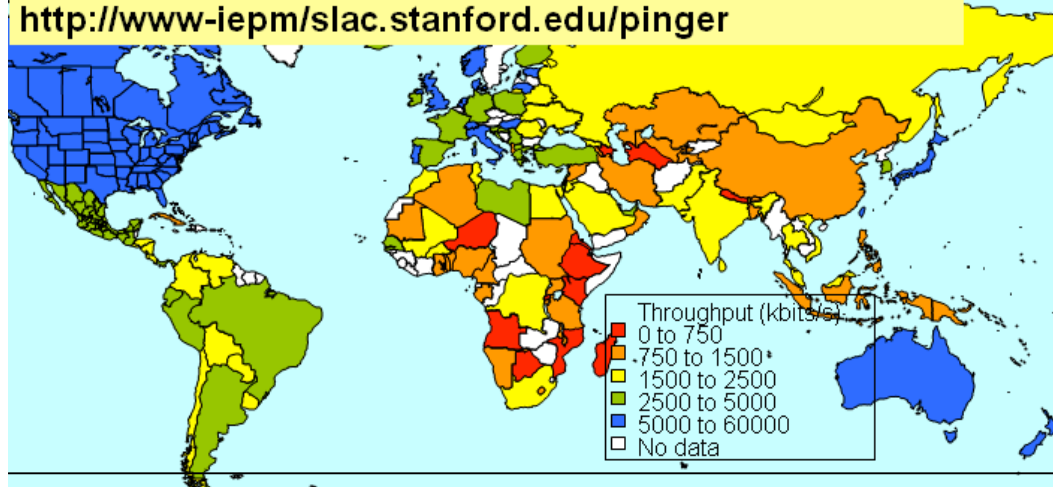 http://www-iepm/slac.stanford.edu/pinger
Throughput (kbits/s)
0 to 750
750 to 1500
1500 to 2500
2500 to 5000
5000 to 60000
No data